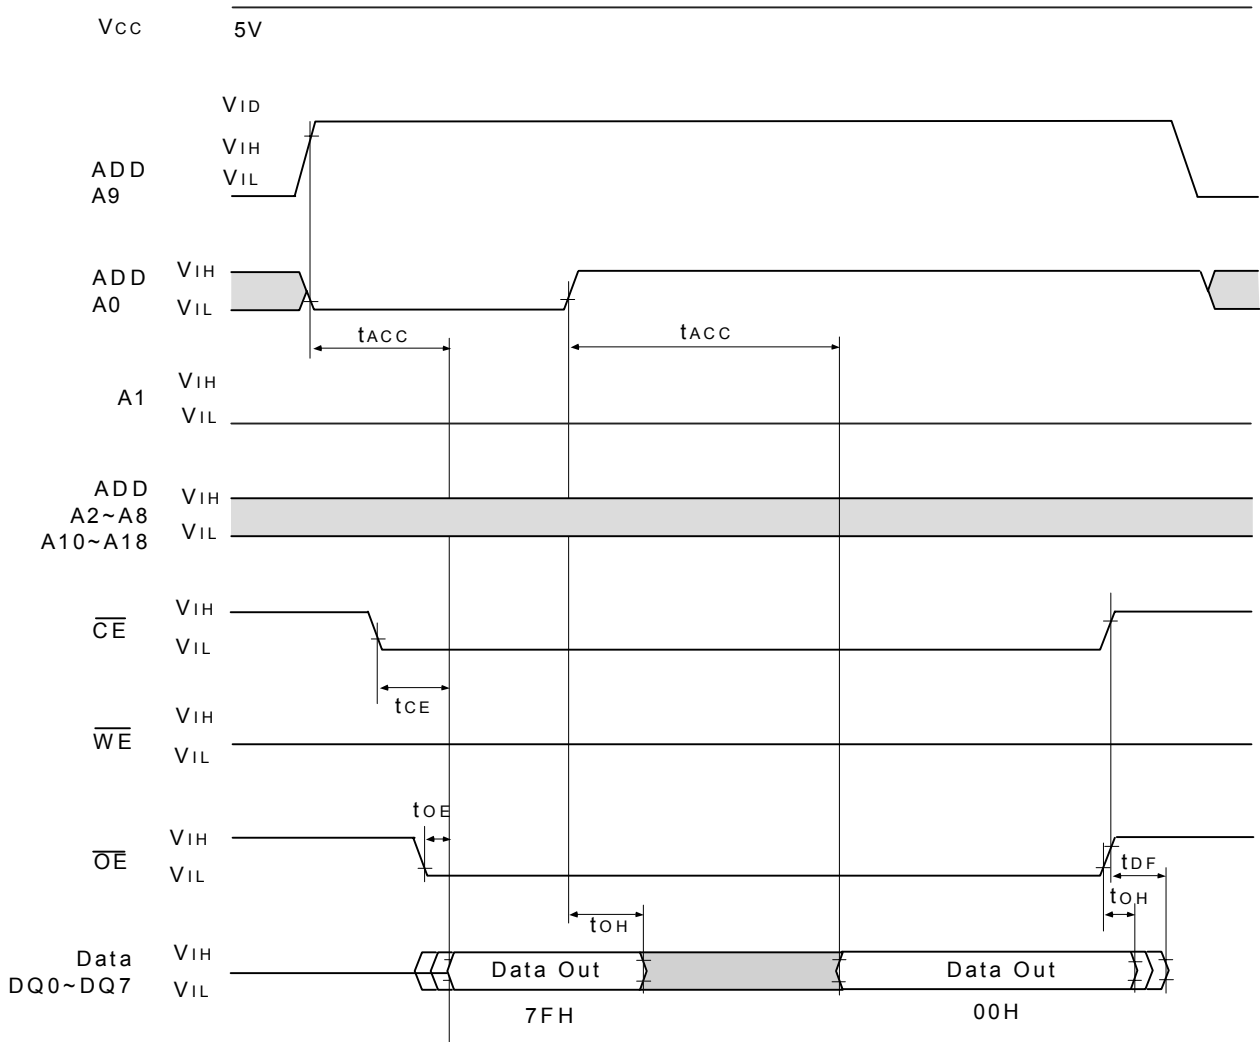 VCC 5V
VID
VIH
ADD VIL
A9
ADD VIH
A0 VIL
tACC tACC
A1 VIH
VIL
ADD VIH
A2~A8 VIL
A10~A18
CE VIH
VIL
tCE
WE VIH
VIL
tOE
OE VIH
VIL
tDF
tOH tOH
Data VIH
DQ0~DQ7 VIL
Data Out Data Out
7FH 00H